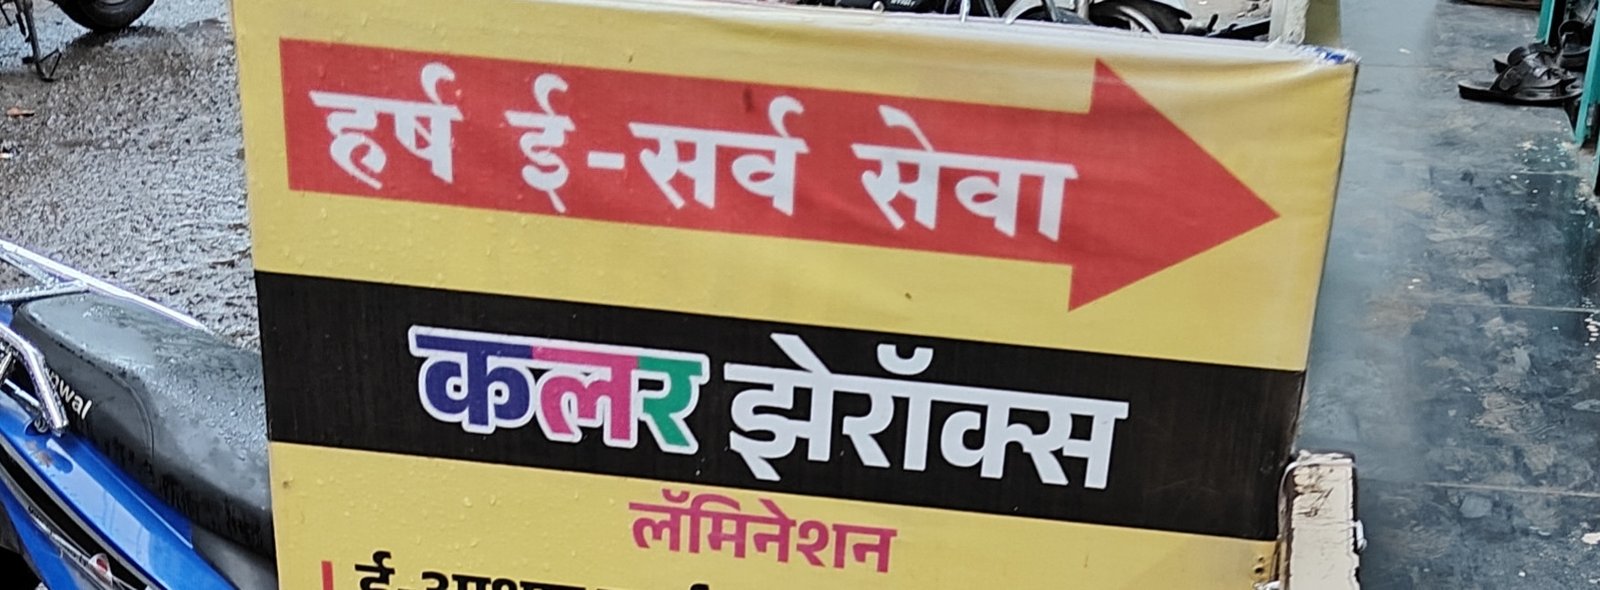 हर्ष ई-सर्व सेवा
कलर झेरॉक्स
लॅमिनेशन